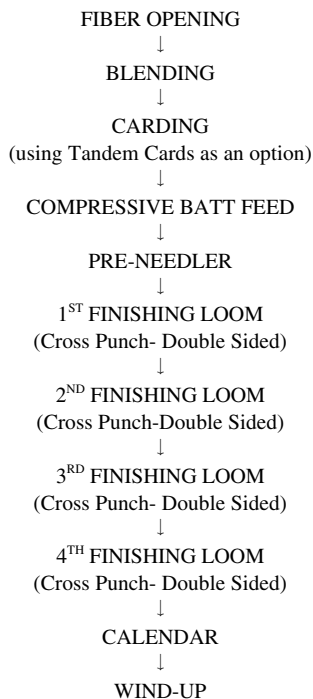 FIBER OPENING
↓
BLENDING
↓
CARDING
(using Tandem Cards as an option)
↓
COMPRESSIVE BATT FEED
↓
PRE-NEEDLER
↓
1ST FINISHING LOOM
(Cross Punch- Double Sided)
↓
2ND FINISHING LOOM
(Cross Punch-Double Sided)
↓
3RD FINISHING LOOM
(Cross Punch- Double Sided)
↓
4TH FINISHING LOOM
(Cross Punch- Double Sided)
↓
CALENDAR
↓
WIND-UP